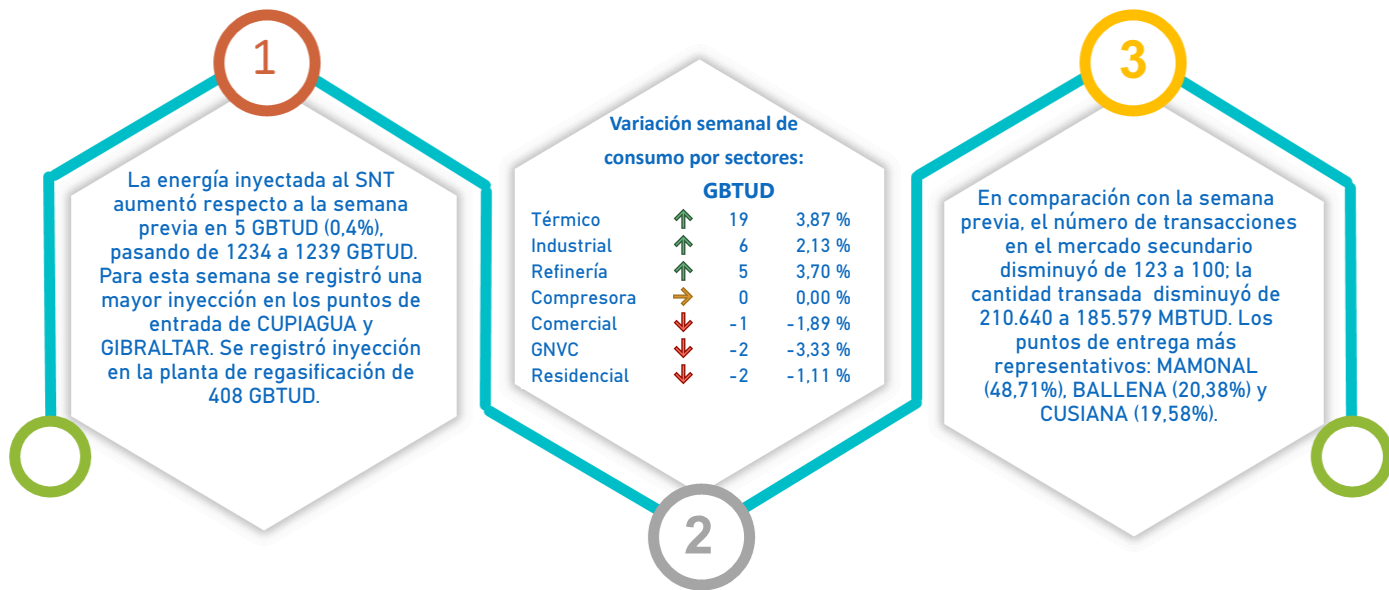 1
La energía inyectada al SNT
aumentó respecto a la semana
previa en 5 GBTUD (0,4%),
pasando de 1234 a 1239 GBTUD.
Para esta semana se registró una
mayor inyección en los puntos de
entrada de CUPIAGUA y
GIBRALTAR. Se registró inyección
en la planta de regasificación de
408 GBTUD.
Variación semanal de
consumo por sectores:
GBTUD
Térmico 19 3,87 %
Industrial 6 2,13 %
Refinería 5 3,70 %
Compresora 0 0,00 %
Comercial -1 -1,89 %
GNVC -2 -3,33 %
Residencial -2 -1,11 %
2
3
En comparación con la semana
previa, el número de transacciones
en el mercado secundario
disminuyó de 123 a 100; la
cantidad transada disminuyó de
210.640 a 185.579 MBTUD. Los
puntos de entrega más
representativos: MAMONAL
(48,71%), BALLENA (20,38%) y
CUSIANA (19,58%).